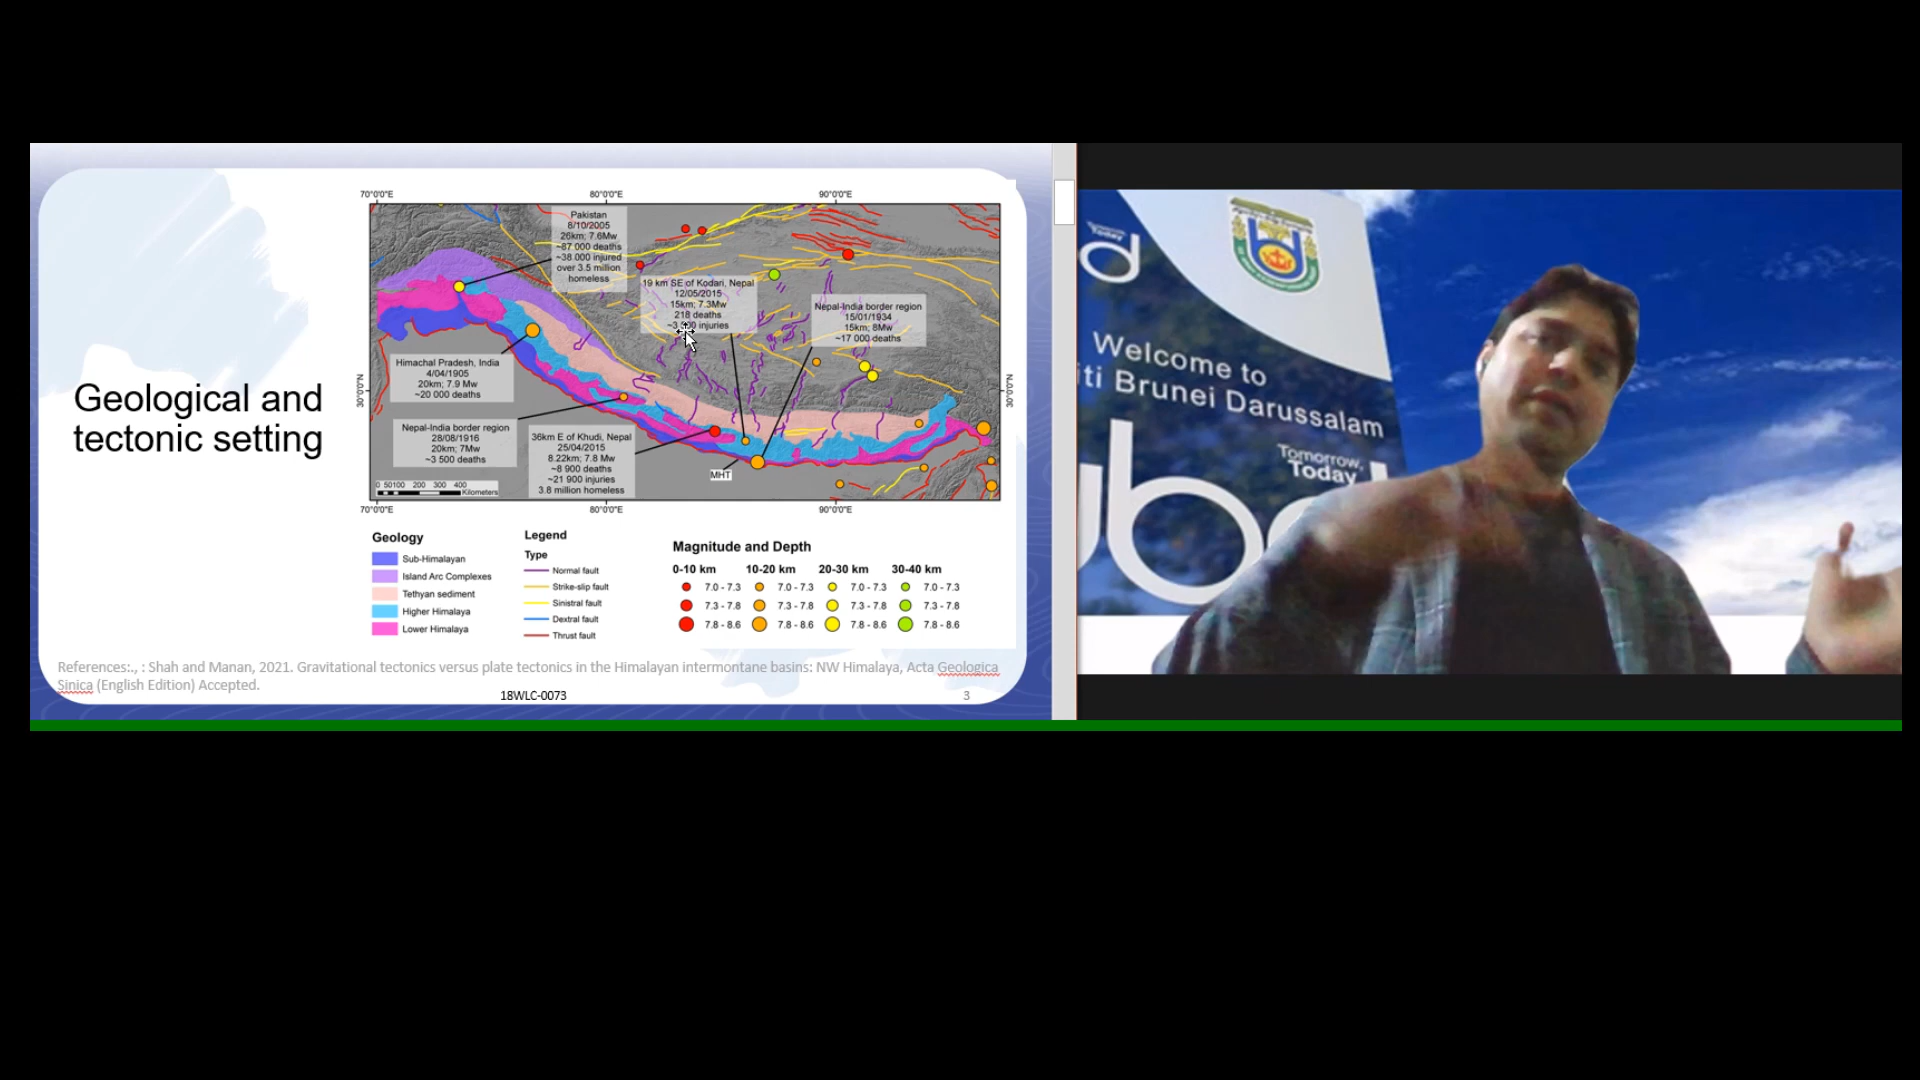 70°0'0"E 80°0'0"E 90°0'0"E
Pakistan
8/10/2005
26km; 7.6Mw
~87 000 deaths
~38 000 injured
over 3.5 million
homeless
19 km SE of Kodari, Nepal
12/05/2015
15km; 7.3Mw
218 deaths
injuries
Nepal-India border region
15/01/1934
15km; 8Mw
~17 000 deaths
Himachal Pradesh, India
4/04/1905
20km; 7.9 Mw
~20 000 deaths
30°0'0"N 30°0'0"N
Geological and
tectonic setting
Nepal-India border region
28/08/1916
20km; 7Mw
~3 500 deaths
36km E of Khudi, Nepal
25/04/2015
8.22km; 7.8 Mw
~8 900 deaths
~21 900 injuries
3.8 million homeless
MHT
0 50100 200 300 400
Kilometers
70°0'0"E 80°0'0"E 90°0'0"E
Geology
Sub-Himalayan
Island Arc Complexes
Tethyan sediment
Higher Himalaya
Lower Himalaya
Legend
Type
Normal fault
Strike-slip fault
Sinistral fault
Dextral fault
Thrust fault
Magnitude and Depth
0-10 km 10-20 km 20-30 km 30-40 km
7.0 - 7.3 7.0 - 7.3 7.0 - 7.3 7.0 - 7.3
7.3 - 7.8 7.3 - 7.8 7.3 - 7.8 7.3 - 7.8
7.8 - 8.6 7.8 - 8.6 7.8 - 8.6 7.8 - 8.6
References:., : Shah and Manan, 2021. Gravitational tectonics versus plate tectonics in the Himalayan intermontane basins: NW Himalaya, Acta Geologica
Sinica (English Edition) Accepted.
18WLC-0073
3
Tomorrow,
Today
d
Welcome to
iti Brunei Darussalam
Tomorrow,
Today
ubd